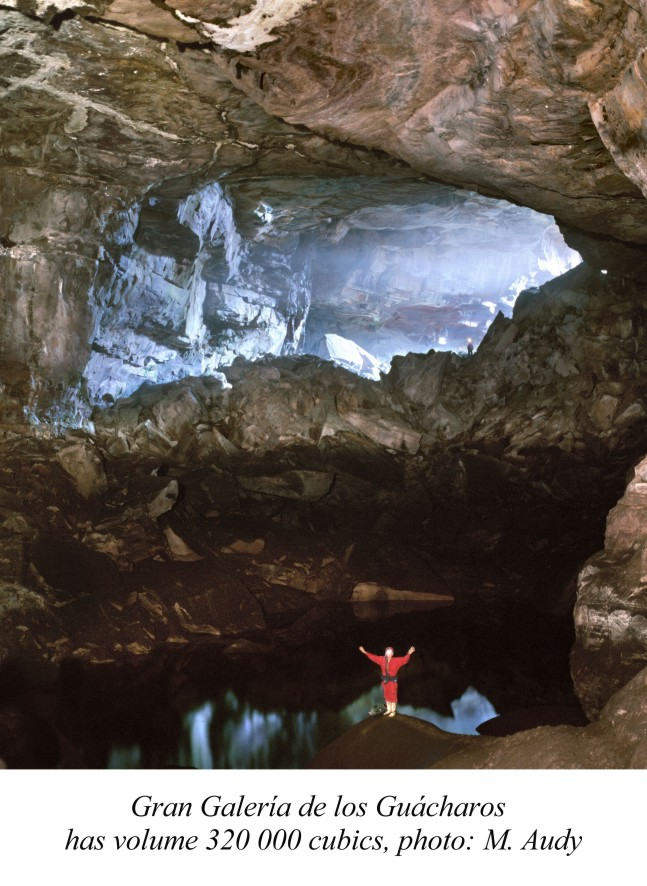 Gran Galería de los Guácharos
has volume 320 000 cubics, photo: M. Audy